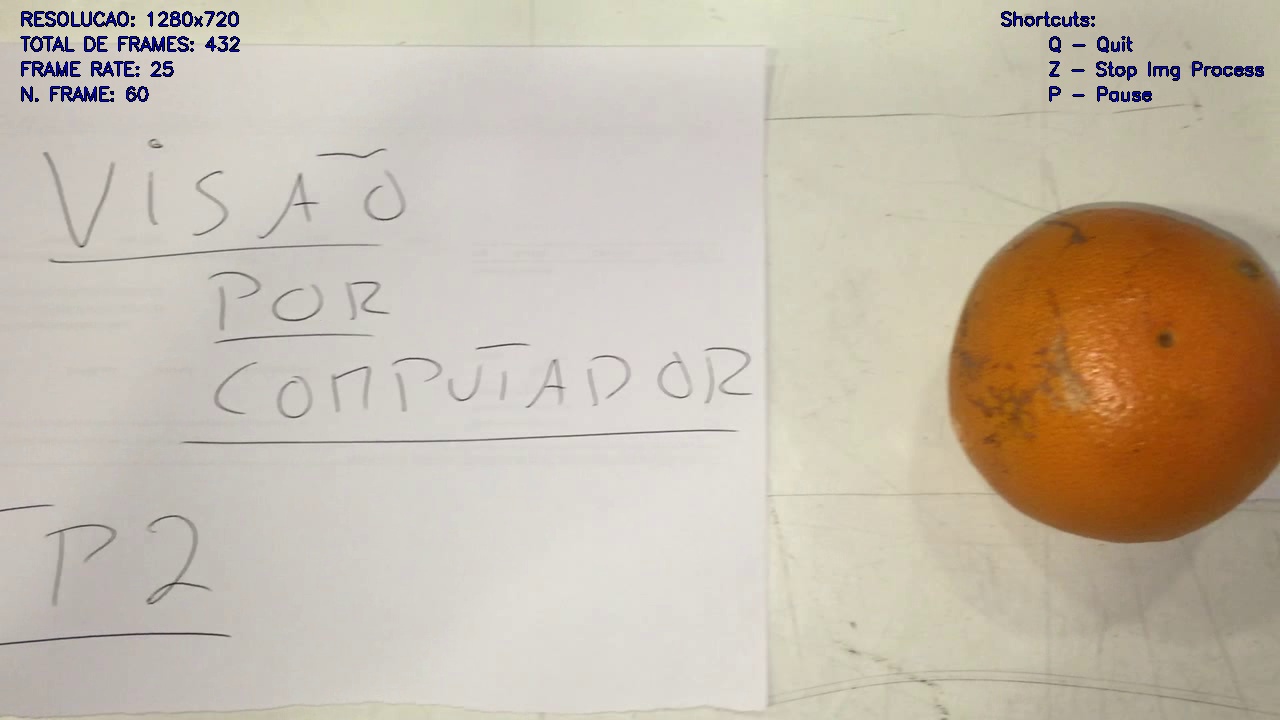 RESOLUCAO: 1280x720
TOTAL DE FRAMES: 432
FRAME RATE: 25
N. FRAME: 60
Shortcuts:
Q - Quit
Z - Stop Img Process
P - Pause
VISÃO
POR
COMPUTADOR
TP2